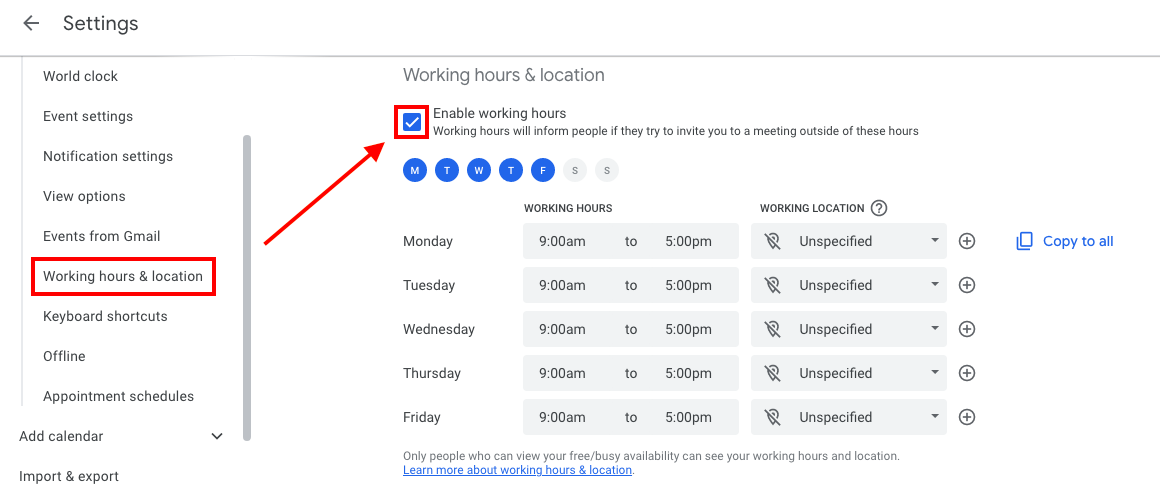 Settings
World clock
Event settings
Notification settings
View options
Events from Gmail
Working hours & location
Keyboard shortcuts
Offline
Appointment schedules
Add calendar
Import & export
Working hours & location
Enable working hours
Working hours will inform people if they try to invite you to a meeting outside of these hours
M T W T F S S
WORKING HOURS WORKING LOCATION ?
Monday 9:00am to 5:00pm Unspecified Copy to all
Tuesday 9:00am to 5:00pm Unspecified
Wednesday 9:00am to 5:00pm Unspecified
Thursday 9:00am to 5:00pm Unspecified
Friday 9:00am to 5:00pm Unspecified
Only people who can view your free/busy availability can see your working hours and location.
Learn more about working hours & location.